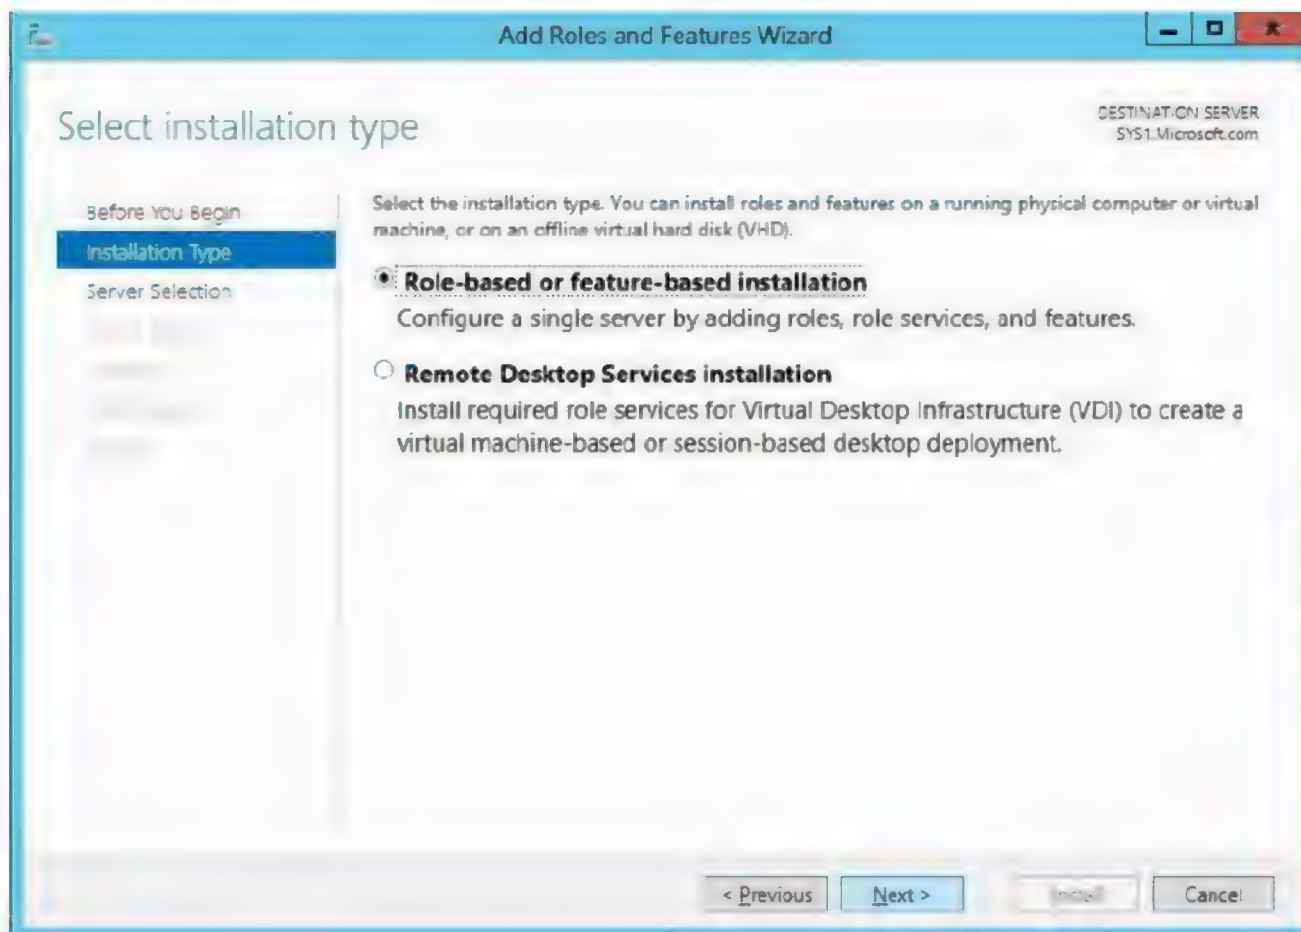 Add Roles and Features Wizard
Select installation type
DESTINATION SERVER
SYS1.Microsoft.com
Before You Begin
Installation Type
Server Selection
Select the installation type. You can install roles and features on a running physical computer or virtual
machine, or on an offline virtual hard disk (VHD).
Role-based or feature-based installation
Configure a single server by adding roles, role services, and features.
Remote Desktop Services installation
Install required role services for Virtual Desktop Infrastructure (VDI) to create a
virtual machine-based or session-based desktop deployment.
< Previous
Next >
Install
Cancel